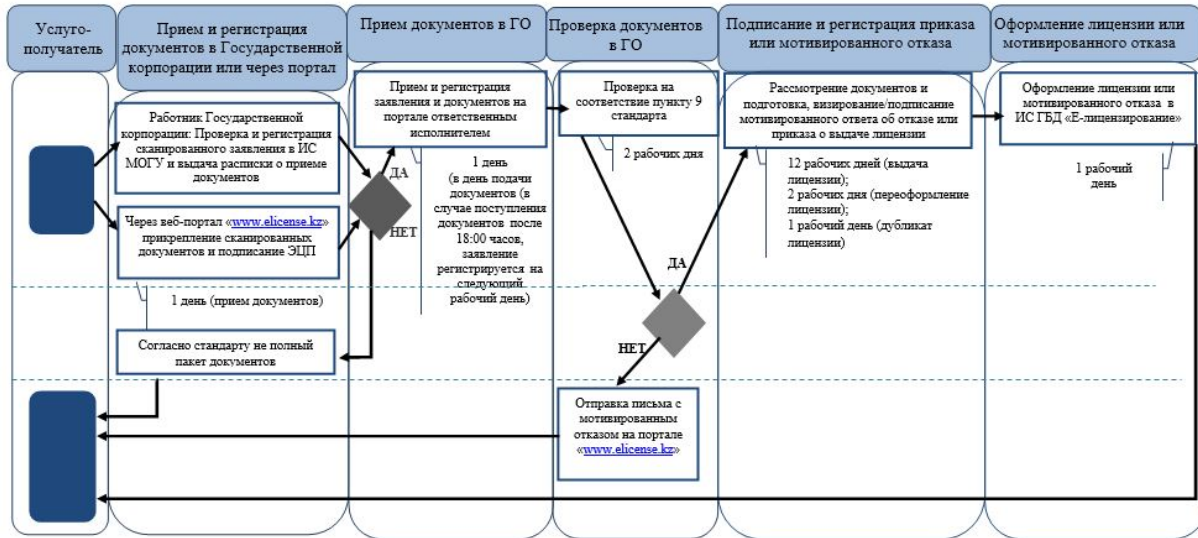 Услуго-
получатель
Прием и регистрация
документов в Государственной
корпорации или через портал
Прием документов в ГО
Проверка документов
в ГО
Подписание и регистрация приказа
или мотивированного отказа
Оформление лицензии или
мотивированного отказа
Работник Государственной
корпорации: Проверка и регистрация
сканированного заявления в ИС
МОГУ и выдача расписки о приеме
документов
Через веб-портал «www.elicense.kz»
прикрепление сканированных
документов и подписание ЭЦП
1 день (прием документов)
Согласно стандарту не полный
пакет документов
ДА
НЕТ
Прием и регистрация
заявления и документов на
портале ответственным
исполнителем
1 день
(в день подачи
документов (в
случае поступления
документов после
18:00 часов,
заявление
регистрируется на
следующий
рабочий день)
Проверка на
соответствие пункту 9
стандарта
2 рабочих дня
ДА
НЕТ
Отправка письма с
мотивированным
отказом на портале
«www.elicense.kz»
Рассмотрение документов и
подготовка, визирование/подписание
мотивированного ответа об отказе или
приказа о выдаче лицензии
12 рабочих дней (выдача
лицензии);
2 рабочих дня (переоформление
лицензии);
1 рабочий день (дубликат
лицензии)
Оформление лицензии или
мотивированного отказа в
ИС ГБД «Е-лицензирование»
1 рабочий
день